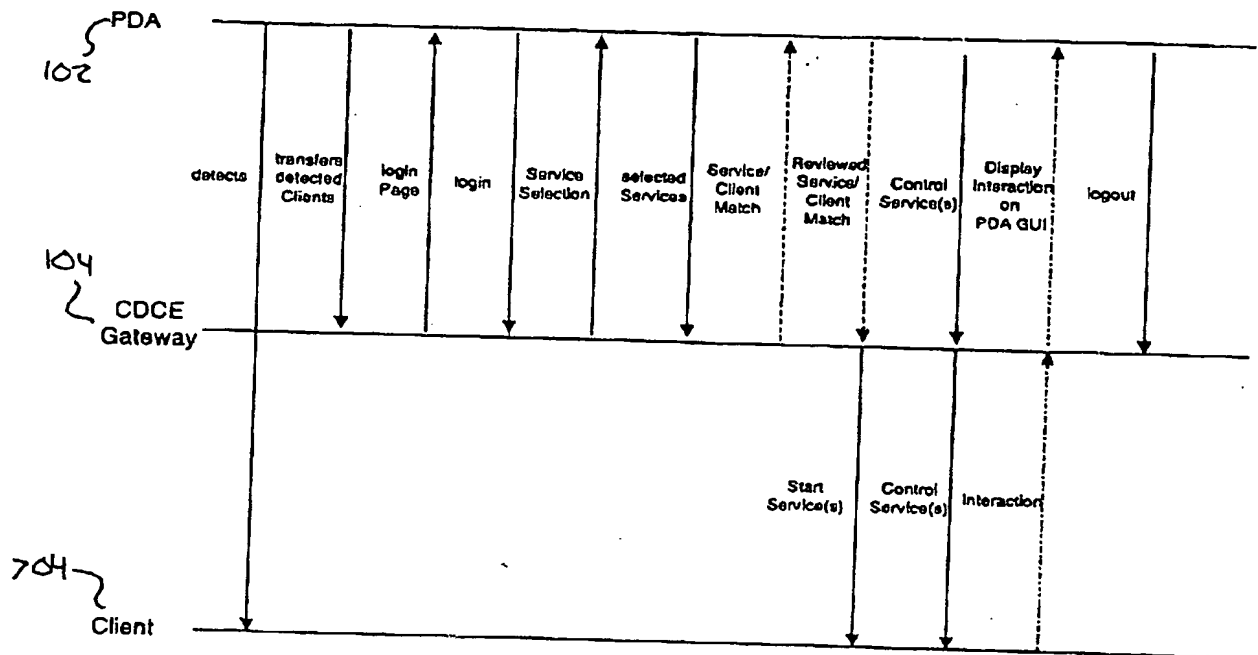 PDA
102
detects
transfers
detected
Clients
login
Page
login
Service
Selection
selected
Services
Service/
Client
Match
Reviewed
Service/
Client
Match
Control
Service(s)
Display
Interaction
on
PDA GUI
logout
104
CDCE
Gateway
Start
Service(s)
Control
Service(s)
Interaction
704
Client